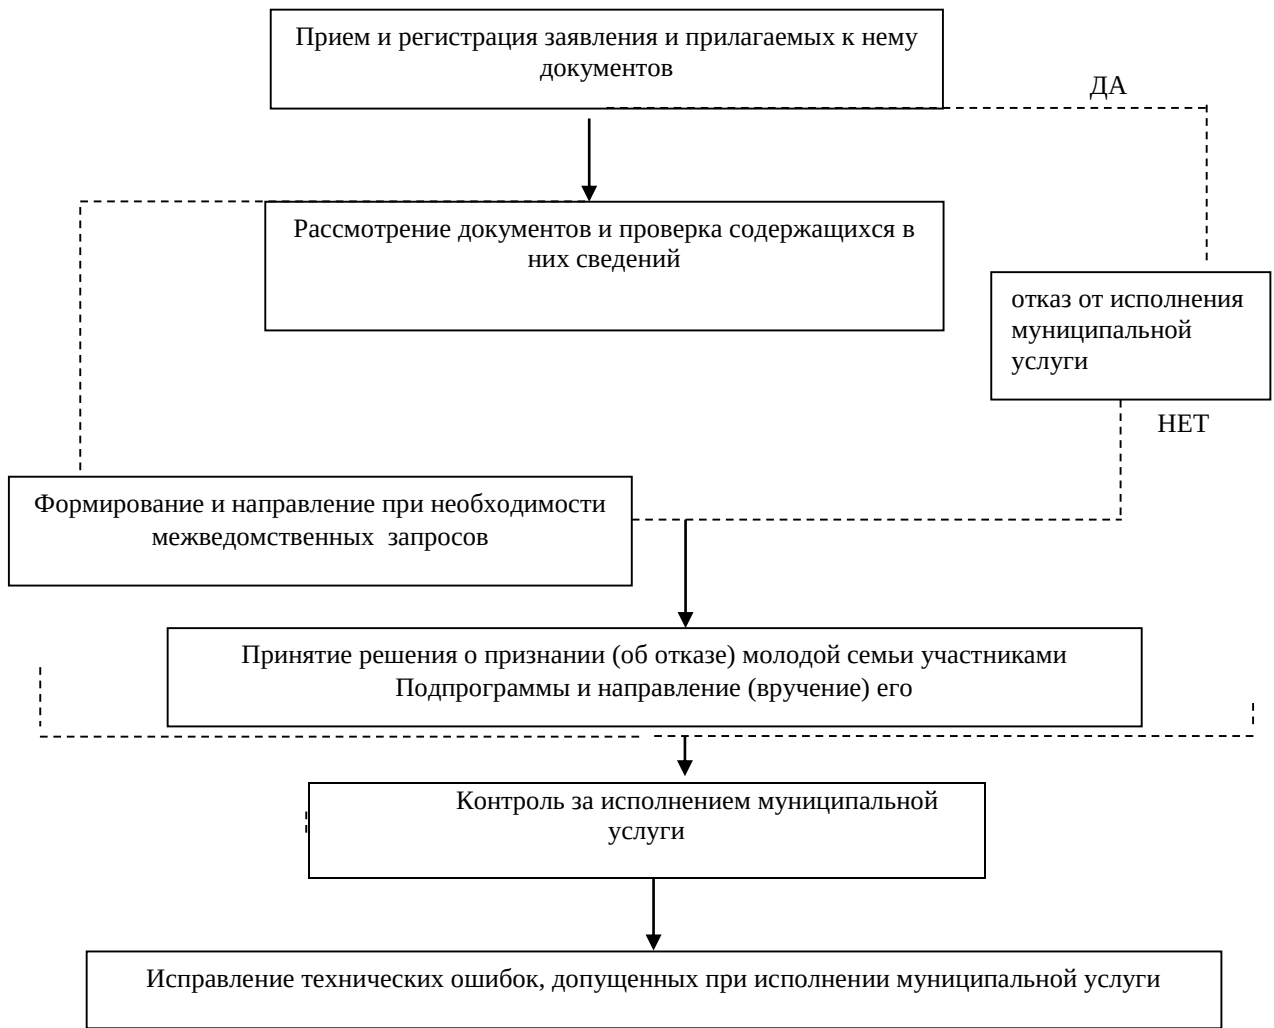 Прием и регистрация заявления и прилагаемых к нему
документов
ДА
Рассмотрение документов и проверка содержащихся в
них сведений
отказ от исполнения
муниципальной
услуги
НЕТ
Формирование и направление при необходимости
межведомственных запросов
Принятие решения о признании (об отказе) молодой семьи участниками
Подпрограммы и направление (вручение) его
Контроль за исполнением муниципальной
услуги
Исправление технических ошибок, допущенных при исполнении муниципальной услуги